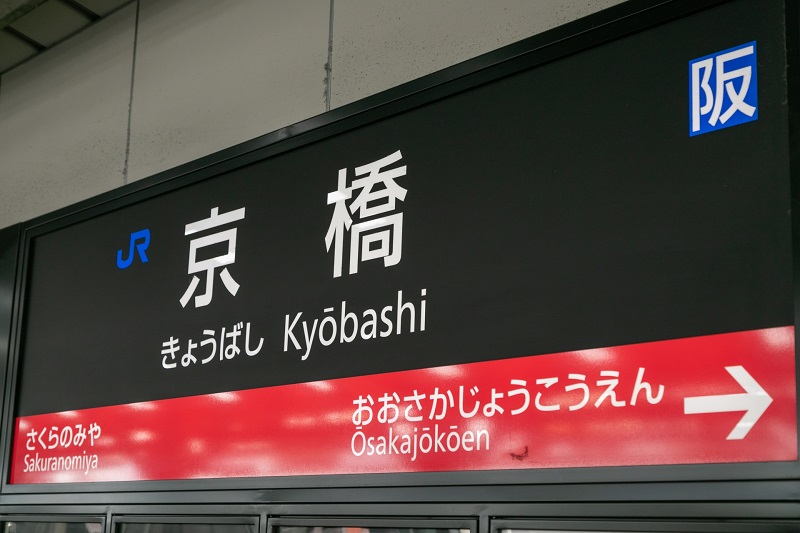 阪
JR 京橋
きょうばし Kyōbashi
さくらのみや
Sakuranomiya
おおさかじょうこうえん →
Ōsakajōkōen